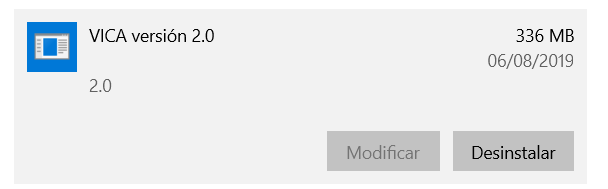 VICA versión 2.0 336 MB
06/08/2019
2.0
Modificar Desinstalar